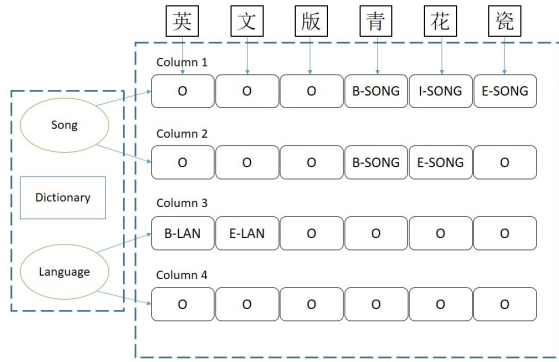 英 文 版 青 花 瓷
Column 1
O O O B-SONG I-SONG E-SONG
Song
Column 2
O O O B-SONG E-SONG O
Dictionary
Column 3
B-LAN E-LAN O O O O
Language
Column 4
O O O O O O